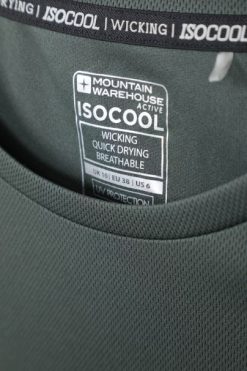 RYING | ISOCOOL | WICKING | ISOCOOL
MOUNTAIN
WAREHOUSE
ACTIVE
ISOCOOL
WICKING
QUICK DRYING
BREATHABLE
UK 10 | EU 38 | US 6
UV PROTECTION